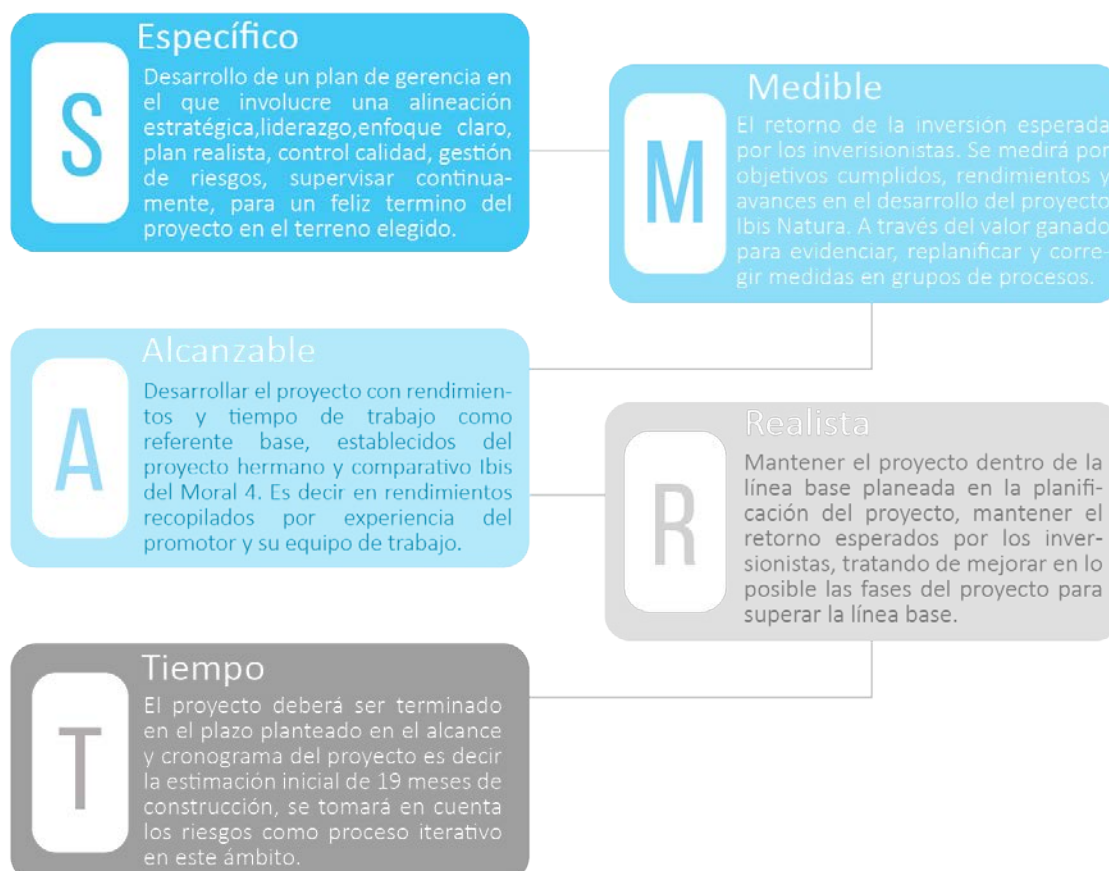 S
Específico
Desarrollo de un plan de gerencia en
el que involucre una alineación
estratégica,liderazgo,enfoque claro,
plan realista, control calidad, gestión
de riesgos, supervisar continua-
mente, para un feliz termino del
proyecto en el terreno elegido.
M
Medible
El retorno de la inversión esperada
por los inverisionistas. Se medirá por
objetivos cumplidos, rendimientos y
avances en el desarrollo del proyecto
Ibis Natura. A través del valor ganado
para evidenciar, replanificar y corre-
gir medidas en grupos de procesos.
A
Alcanzable
Desarrollar el proyecto con rendimien-
tos y tiempo de trabajo como
referente base, establecidos del
proyecto hermano y comparativo Ibis
del Moral 4. Es decir en rendimientos
recopilados por experiencia del
promotor y su equipo de trabajo.
R
Realista
Mantener el proyecto dentro de la
línea base planeada en la planifi-
cación del proyecto, mantener el
retorno esperados por los inver-
sionistas, tratando de mejorar en lo
posible las fases del proyecto para
superar la línea base.
T
Tiempo
El proyecto deberá ser terminado
en el plazo planteado en el alcance
y cronograma del proyecto es decir
la estimación inicial de 19 meses de
construcción, se tomará en cuenta
los riesgos como proceso iterativo
en este ámbito.